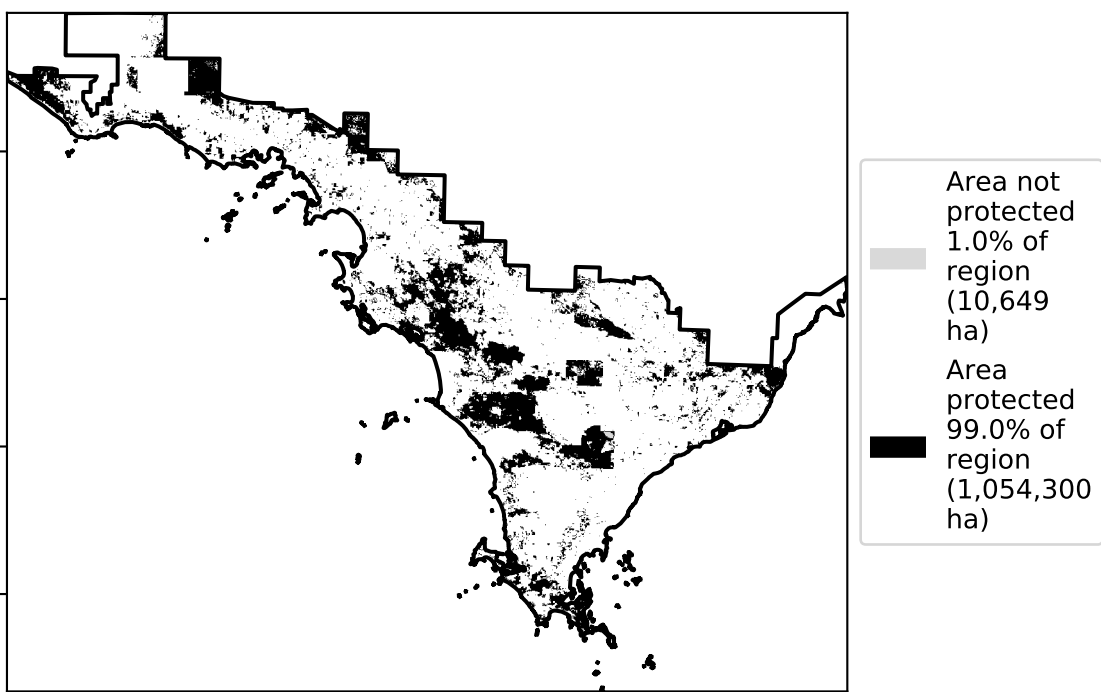 Area not
protected
1.0% of
region
(10,649
ha)
Area
protected
99.0% of
region
(1,054,300
ha)